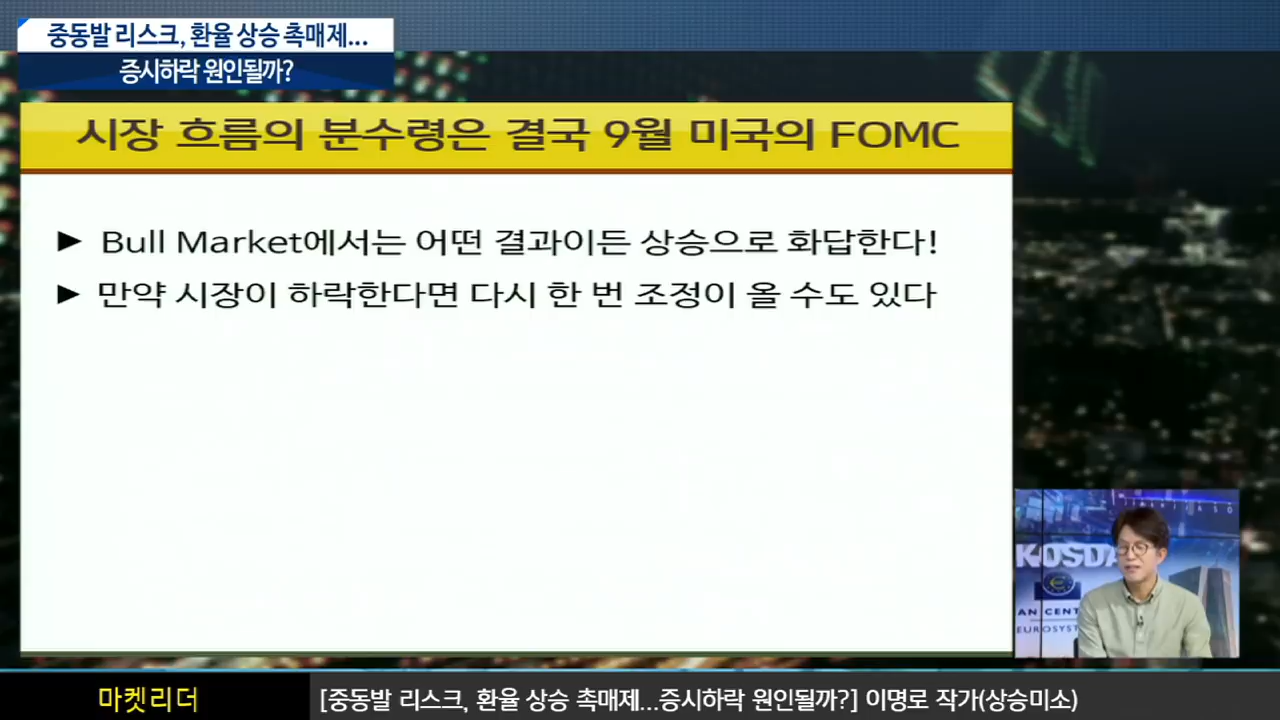 중동발 리스크, 환율 상승 촉매제...
증시하락 원인될까?
시장 흐름의 분수령은 결국 9월 미국의 FOMC
► Bull Market에서는 어떤 결과이든 상승으로 화답한다!
► 만약 시장이 하락한다면 다시 한 번 조정이 올 수도 있다
KOSDA
AN CENT
EUROSYST
마켓리더
[중동발 리스크, 환율 상승 촉매제...증시하락 원인될까?] 이명로 작가(상승미소)